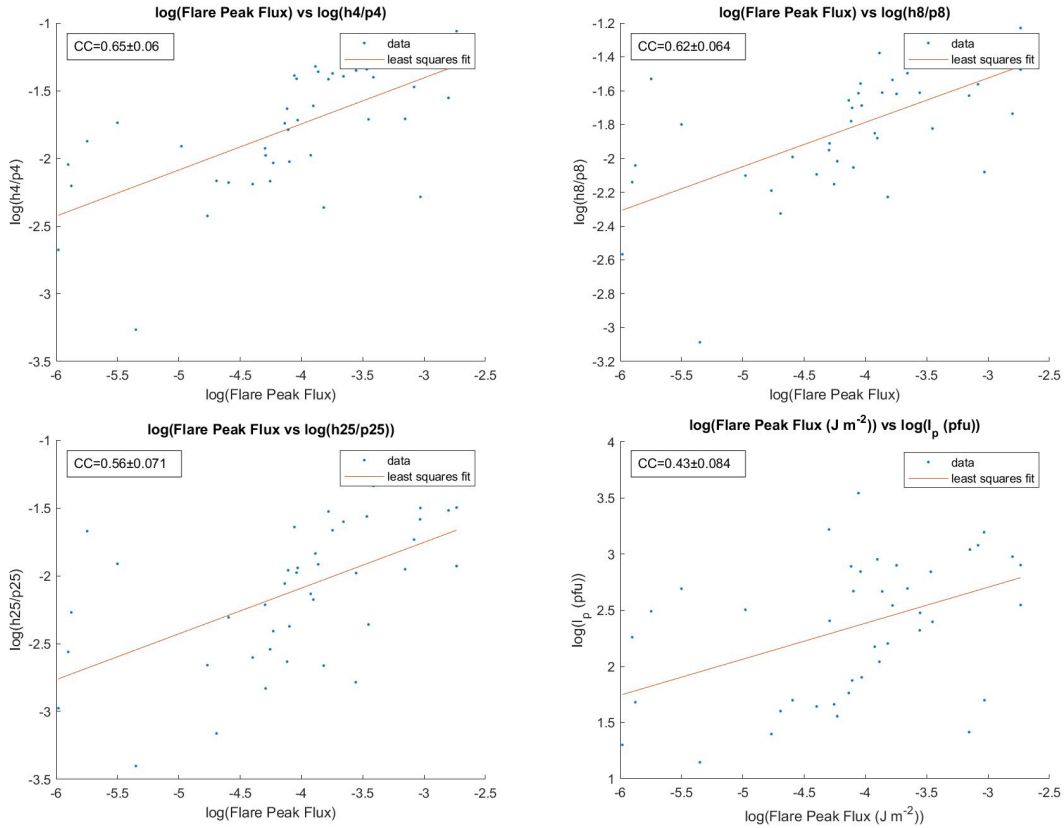 log(Flare Peak Flux) vs log(h4/p4)
CC=0.65±0.06
data
least squares fit
-1
-1.5
-2
-2.5
-3
-3.5
log(h4/p4)
-6
-5.5
-5
-4.5
-4
-3.5
-3
-2.5
log(Flare Peak Flux)
log(Flare Peak Flux) vs log(h8/p8)
CC=0.62±0.064
data
least squares fit
-1.2
-1.4
-1.6
-1.8
-2
-2.2
-2.4
-2.6
-2.8
-3
-3.2
log(h8/p8)
-6
-5.5
-5
-4.5
-4
-3.5
-3
-2.5
log(Flare Peak Flux)
log(Flare Peak Flux vs log(h25/p25))
CC=0.56±0.071
data
least squares fit
-1
-1.5
-2
-2.5
-3
-3.5
log(h25/p25)
-6
-5.5
-5
-4.5
-4
-3.5
-3
-2.5
log(Flare Peak Flux)
log(Flare Peak Flux (J m⁻²)) vs log(Iₚ (pfu))
CC=0.43±0.084
data
least squares fit
4
3.5
3
2.5
2
1.5
1
log(Iₚ (pfu))
-6
-5.5
-5
-4.5
-4
-3.5
-3
-2.5
log(Flare Peak Flux (J m⁻²))